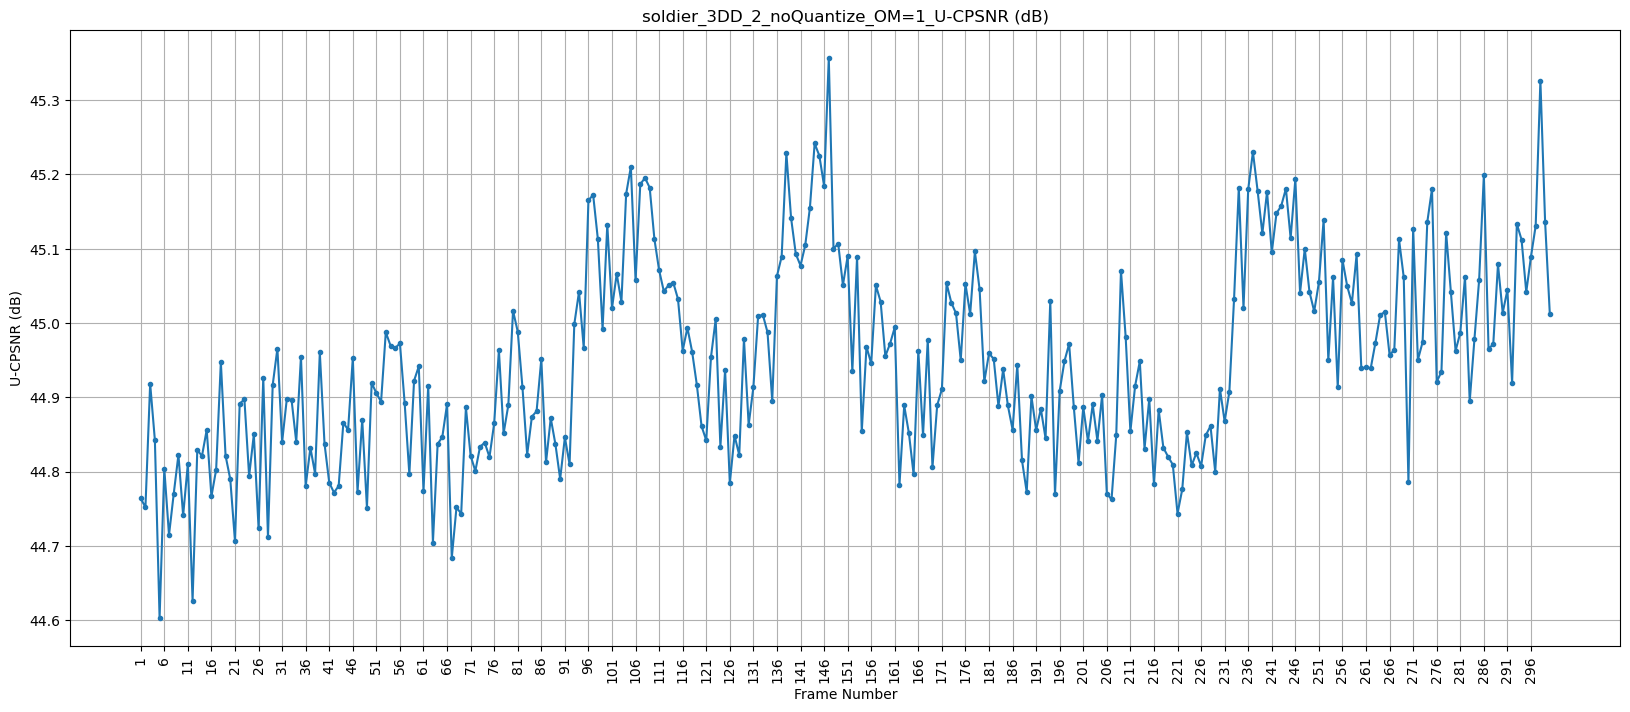 soldier_3DD_2_noQuantize_OM=1_U-CPSNR (dB)
U-CPSNR (dB)
45.3
45.2
45.1
45.0
44.9
44.8
44.7
44.6
1 6 11 16 21 26 31 36 41 46 51 56 61 66 71 76 81 86 91 96 101 106 111 116 121 126 131 136 141 146 151 156 161 166 171 176 181 186 191 196 201 206 211 216 221 226 231 236 241 246 251 256 261 266 271 276 281 286 291 296
Frame Number